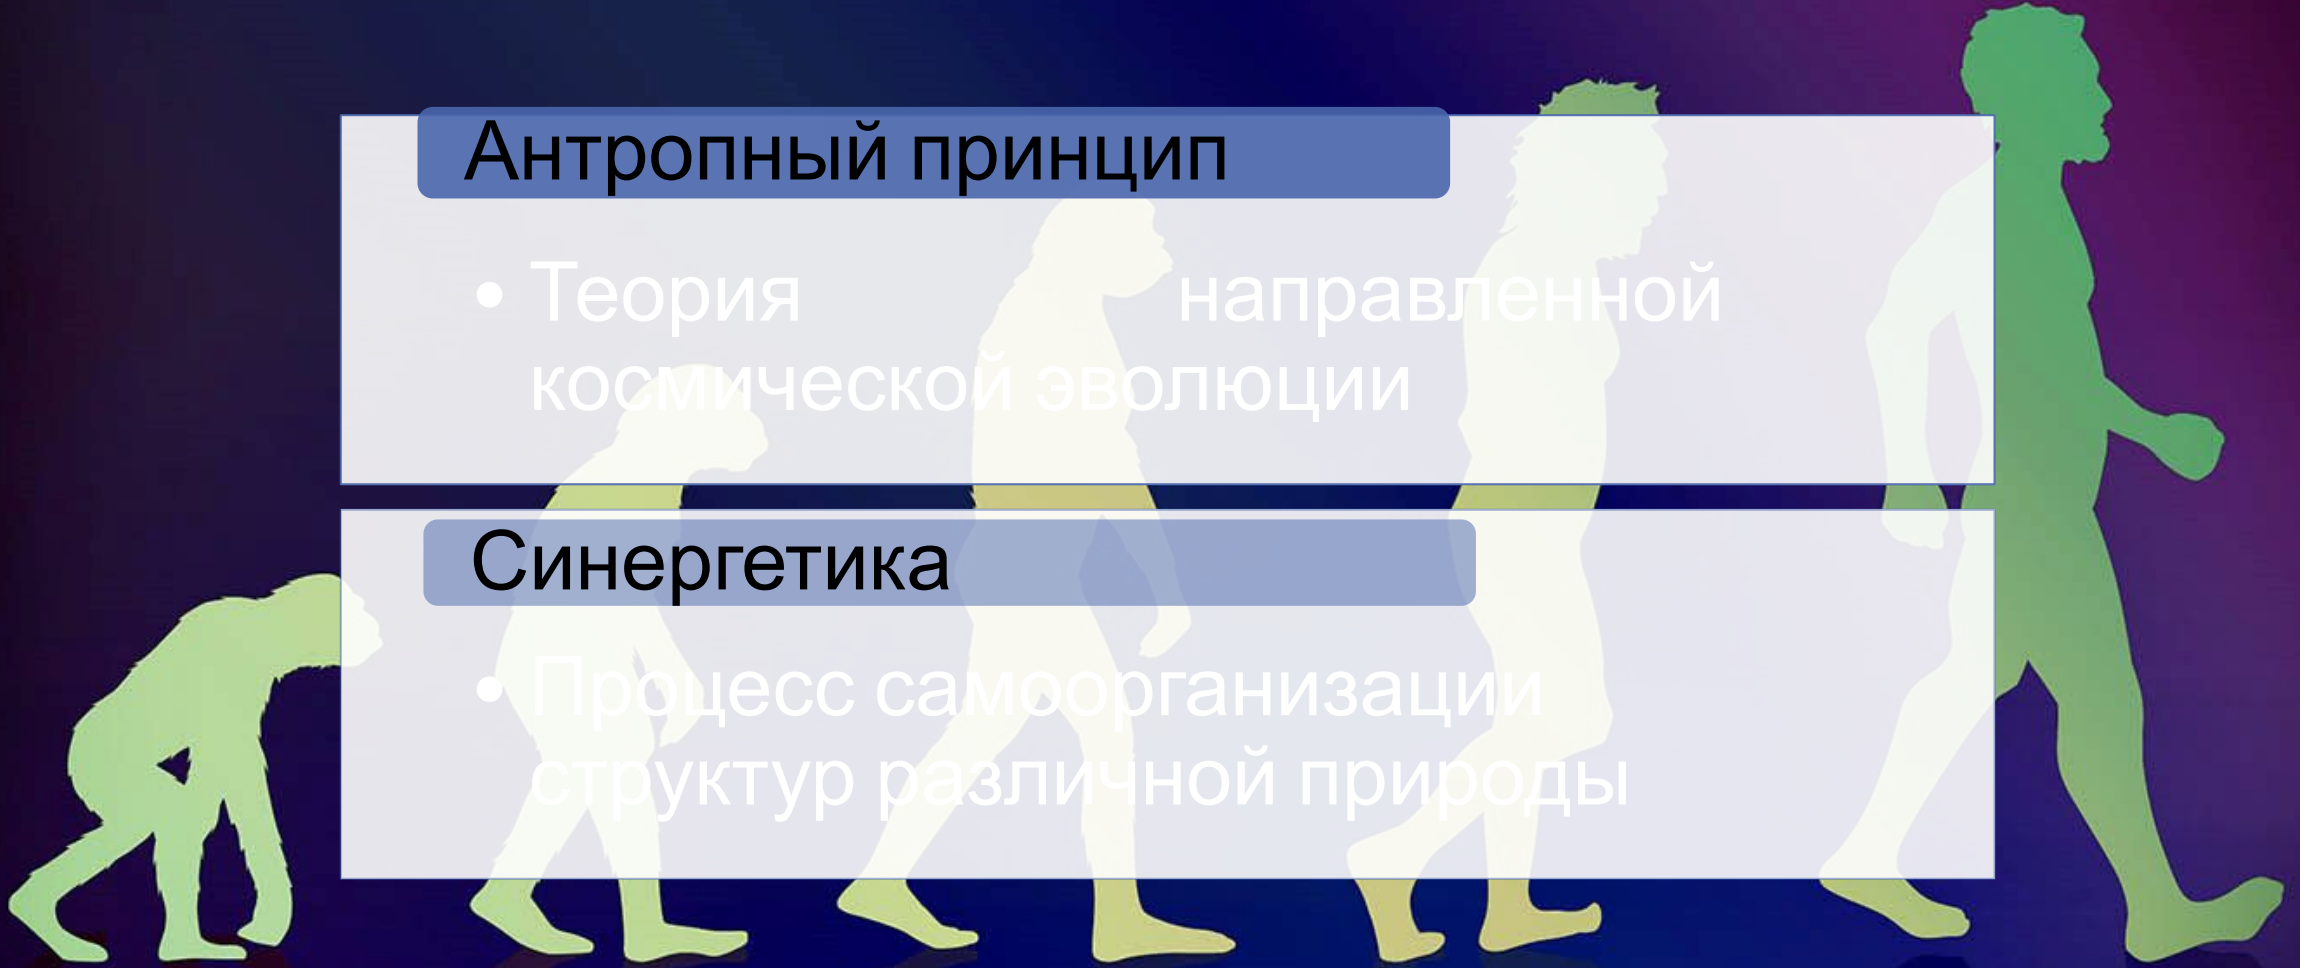 Антропный принцип
• Теория направленной
космической эволюции
Синергетика
• Процесс самоорганизации
структур различной природы